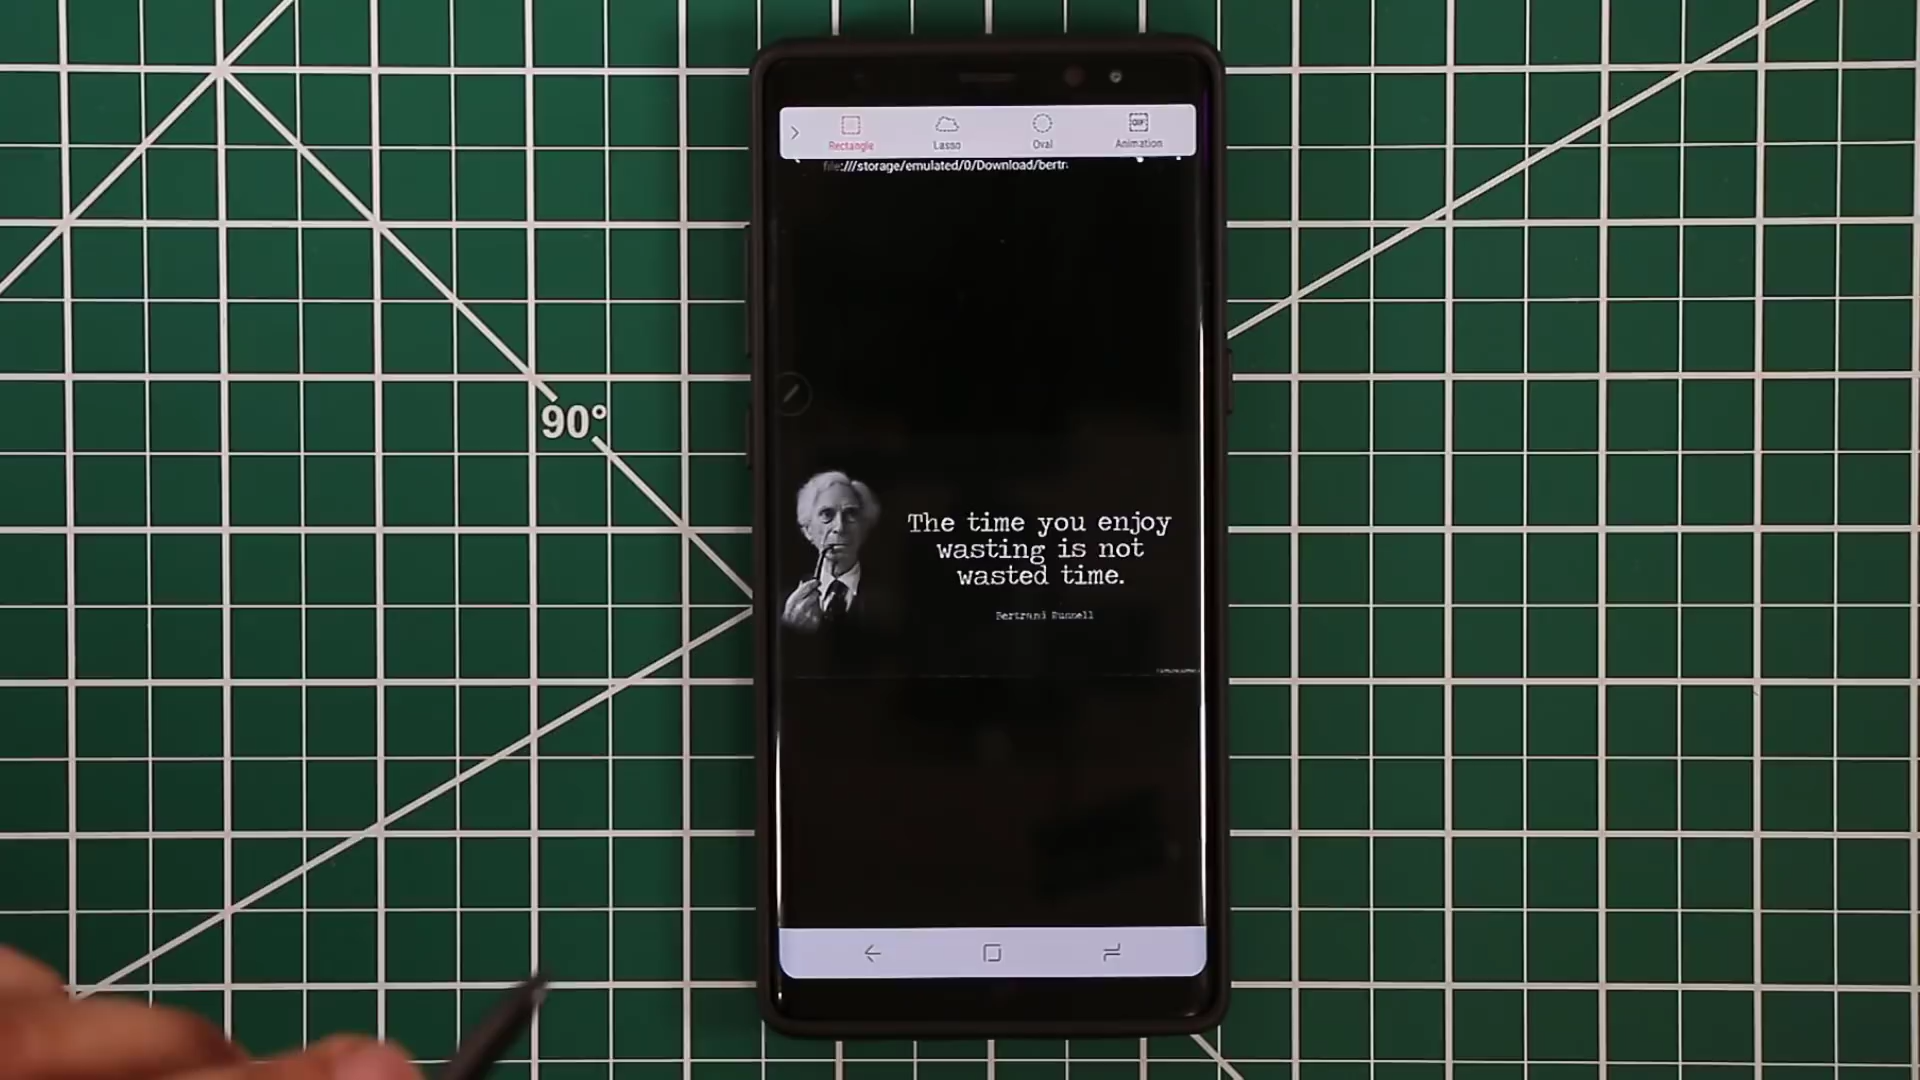 Rectangle
Lasso
Oval
GIF
Animation
file:///storage/emulated/0/Download/bertr
90°
The time you enjoy
wasting is not
wasted time.
Bertrand Russell